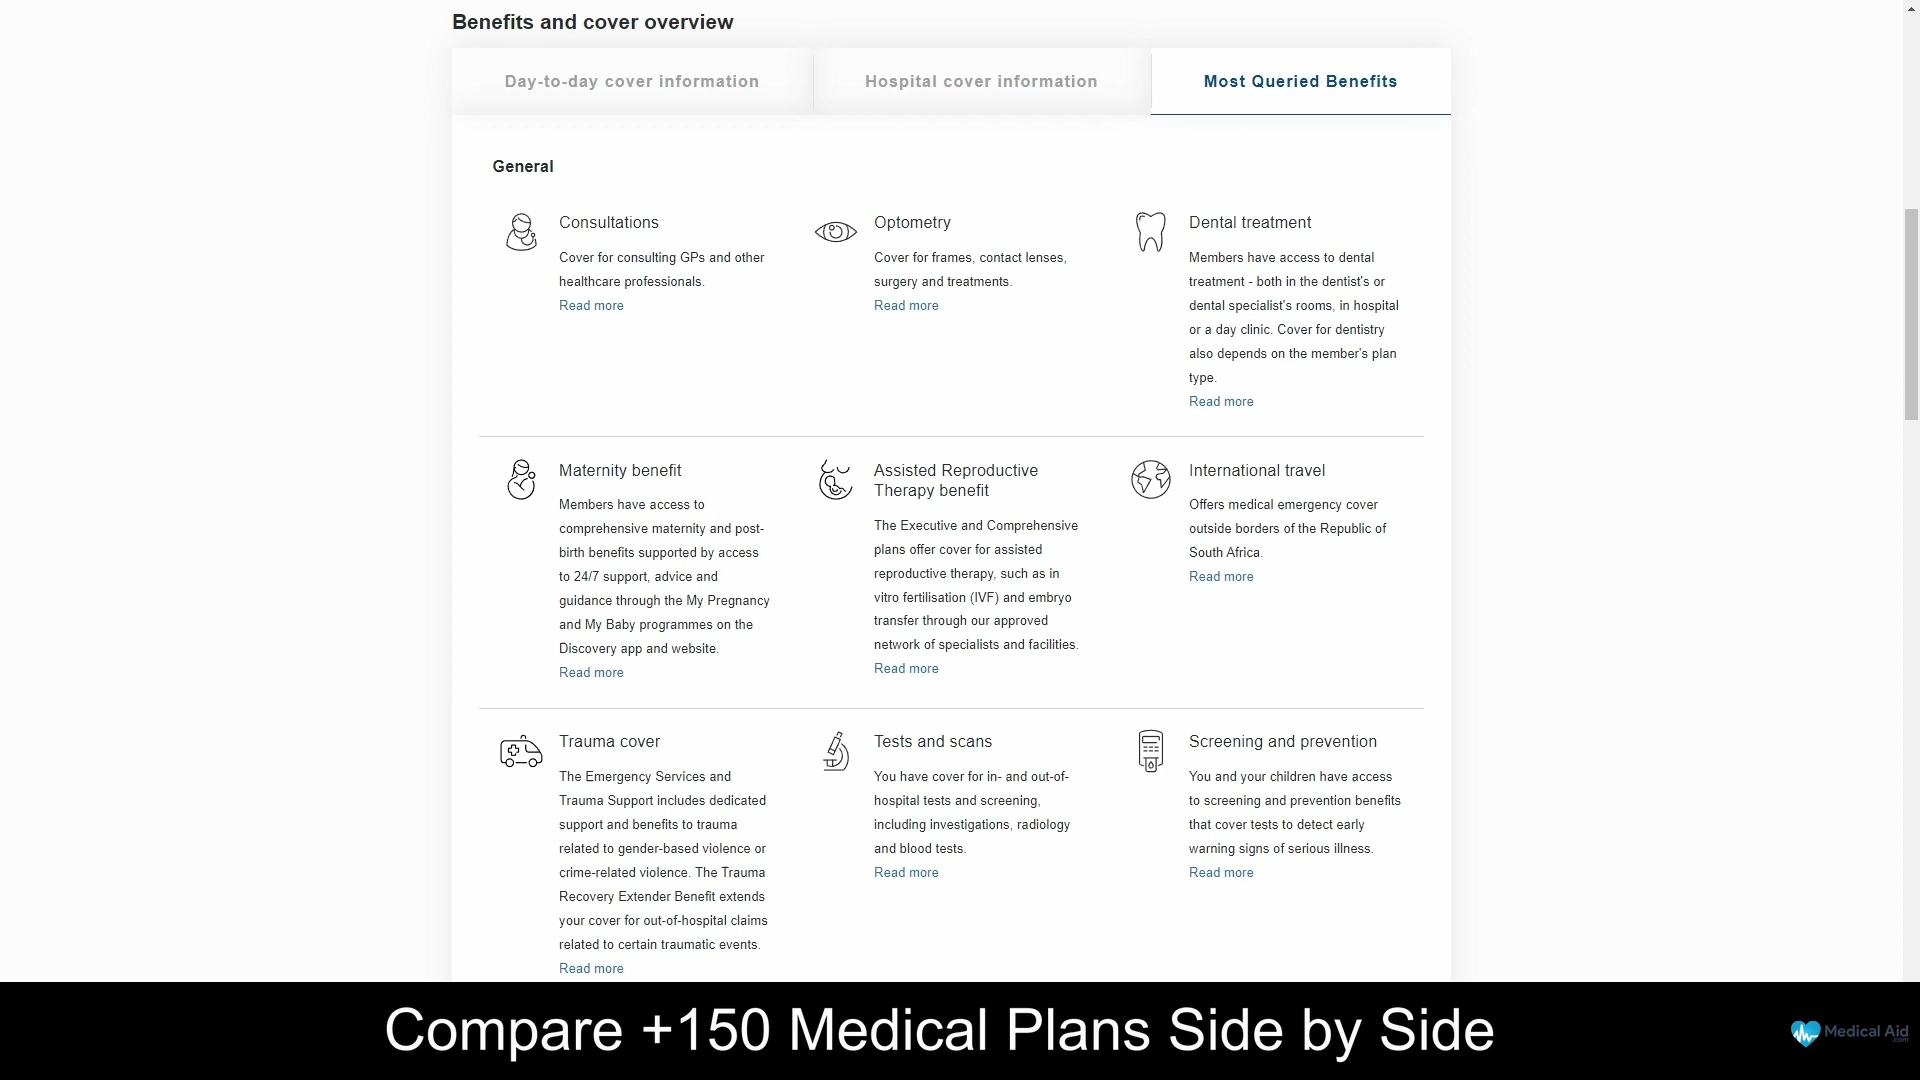 Benefits and cover overview
Day-to-day cover information
Hospital cover information
Most Queried Benefits
General
Consultations
Cover for consulting GPs and other
healthcare professionals.
Read more
Optometry
Cover for frames, contact lenses,
surgery and treatments.
Read more
Dental treatment
Members have access to dental
treatment - both in the dentist's or
dental specialist's rooms, in hospital
or a day clinic. Cover for dentistry
also depends on the member's plan
type.
Read more
Maternity benefit
Members have access to
comprehensive maternity and post-
birth benefits supported by access
to 24/7 support, advice and
guidance through the My Pregnancy
and My Baby programmes on the
Discovery app and website.
Read more
Assisted Reproductive
Therapy benefit
The Executive and Comprehensive
plans offer cover for assisted
reproductive therapy, such as in
vitro fertilisation (IVF) and embryo
transfer through our approved
network of specialists and facilities.
Read more
International travel
Offers medical emergency cover
outside borders of the Republic of
South Africa.
Read more
Trauma cover
The Emergency Services and
Trauma Support includes dedicated
support and benefits to trauma
related to gender-based violence or
crime-related violence. The Trauma
Recovery Extender Benefit extends
your cover for out-of-hospital claims
related to certain traumatic events.
Read more
Tests and scans
You have cover for in- and out-of-
hospital tests and screening,
including investigations, radiology
and blood tests.
Read more
Screening and prevention
You and your children have access
to screening and prevention benefits
that cover tests to detect early
warning signs of serious illness.
Read more
Compare +150 Medical Plans Side by Side
Medical Aid
.com